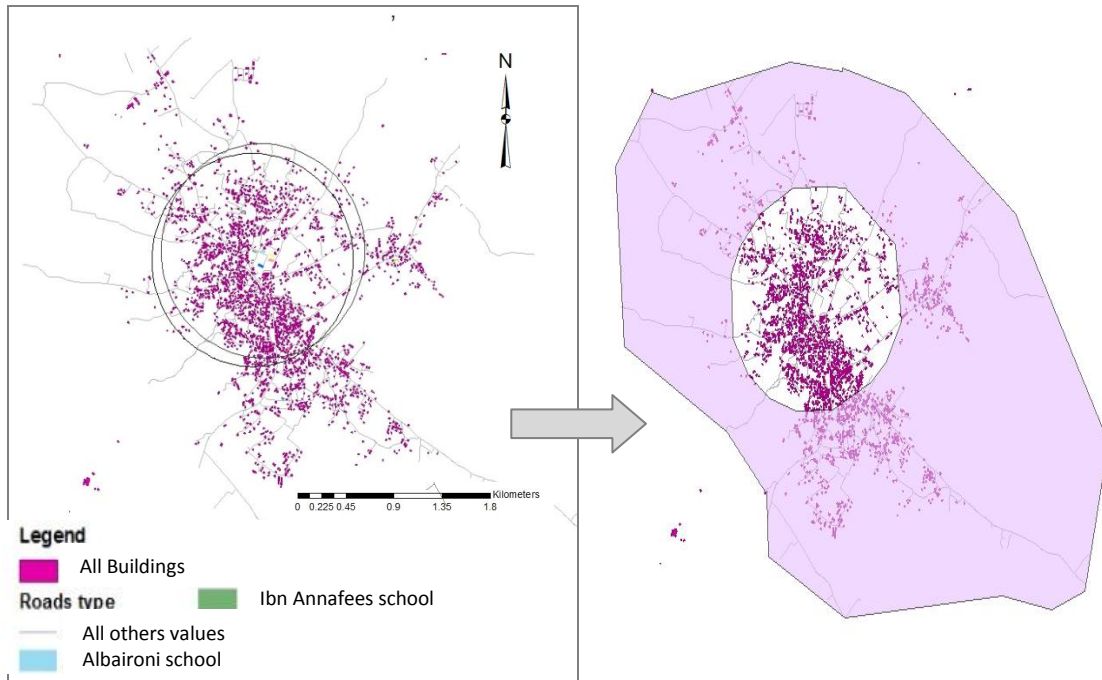 ,
N
Kilometers
0 0.225 0.45 0.9 1.35 1.8
Legend
All Buildings
Roads type
Ibn Annafees school
All others values
Albaironi school